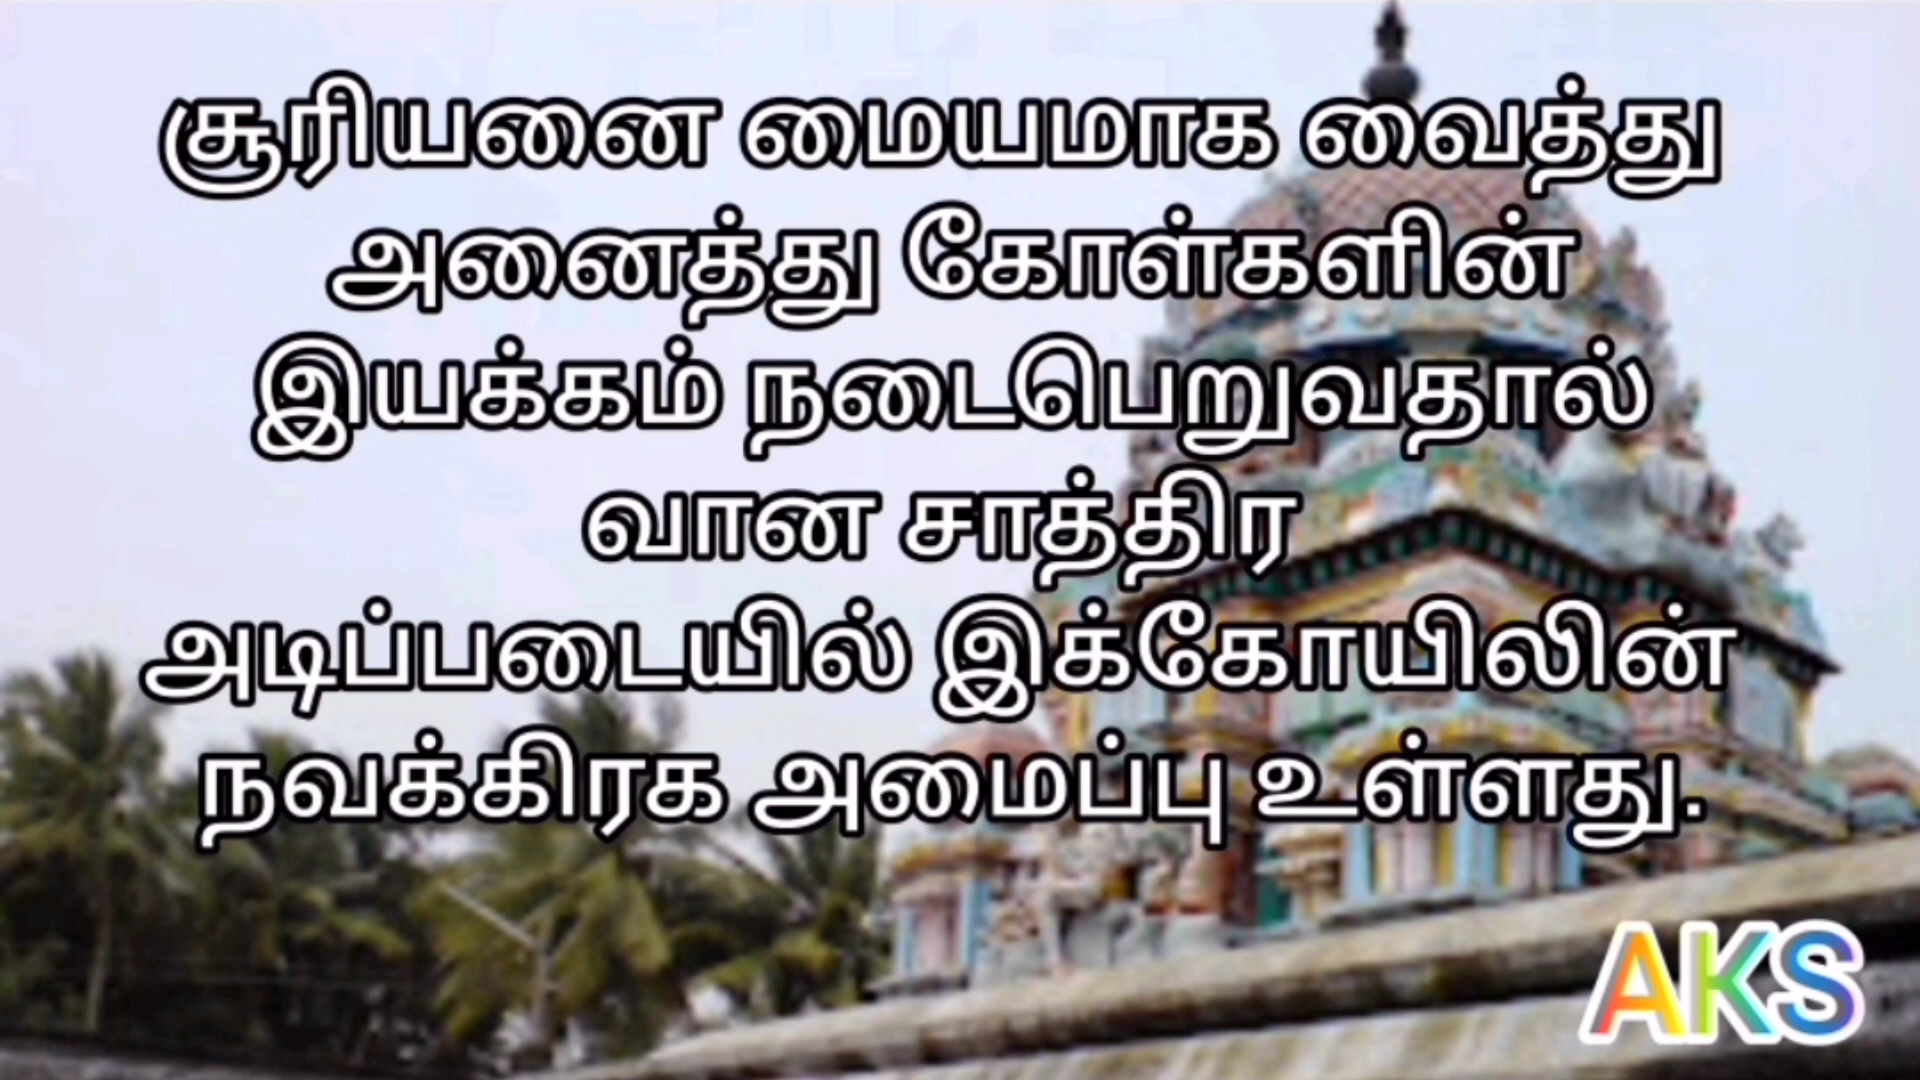 சூரியனை மையமாக வைத்து
அனைத்து கோள்களின்
இயக்கம் நடைபெறுவதால்
வான சாத்திர
அடிப்படையில் இக்கோயிலின்
நவக்கிரக அமைப்பு உள்ளது.
AKS